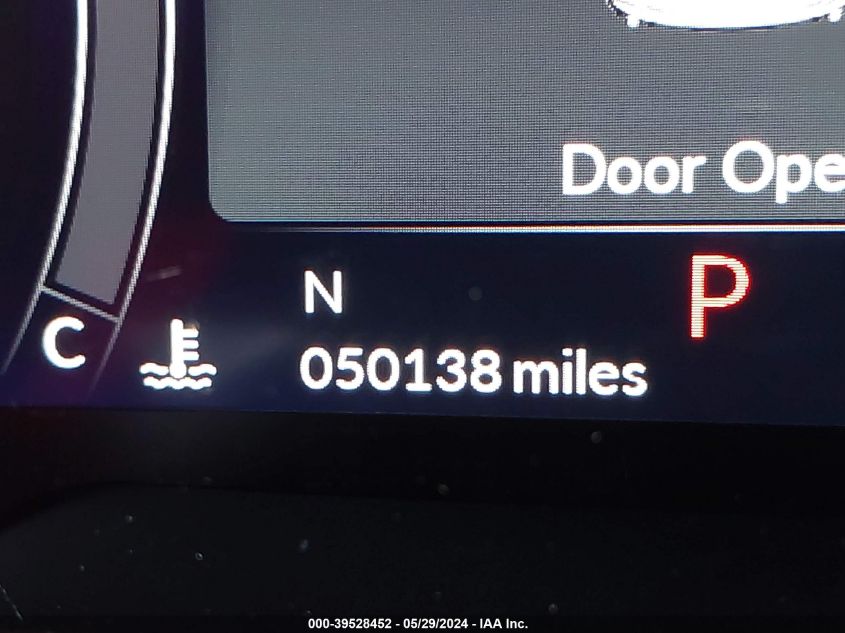 Door Ope
N
P
C
050138 miles
000-39528452 - 05/29/2024 - IAA Inc.